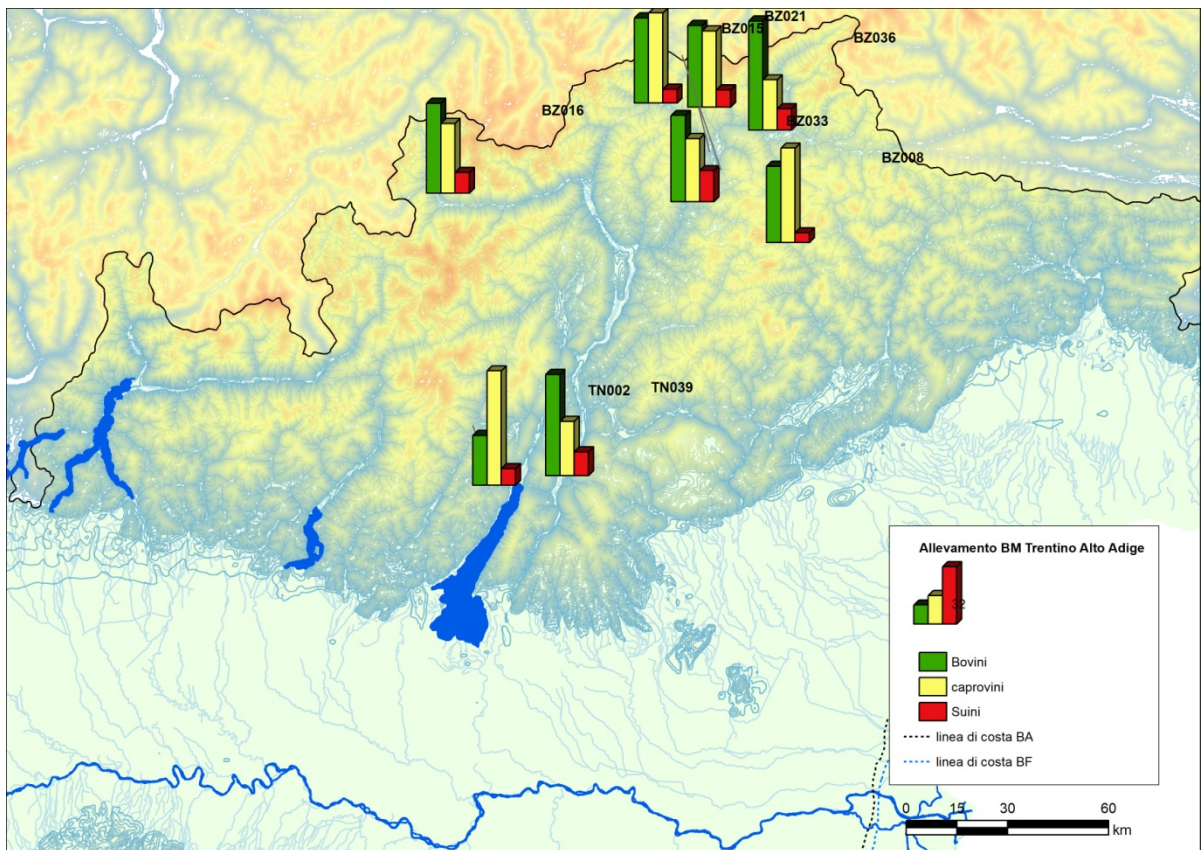 BZ021
BZ015
BZ036
BZ016
BZ033
BZ008
TN002
TN039
Allevamento BM Trentino Alto Adige
32
Bovini
caprovini
Suini
linea di costa BA
linea di costa BF
0 15 30 60
km